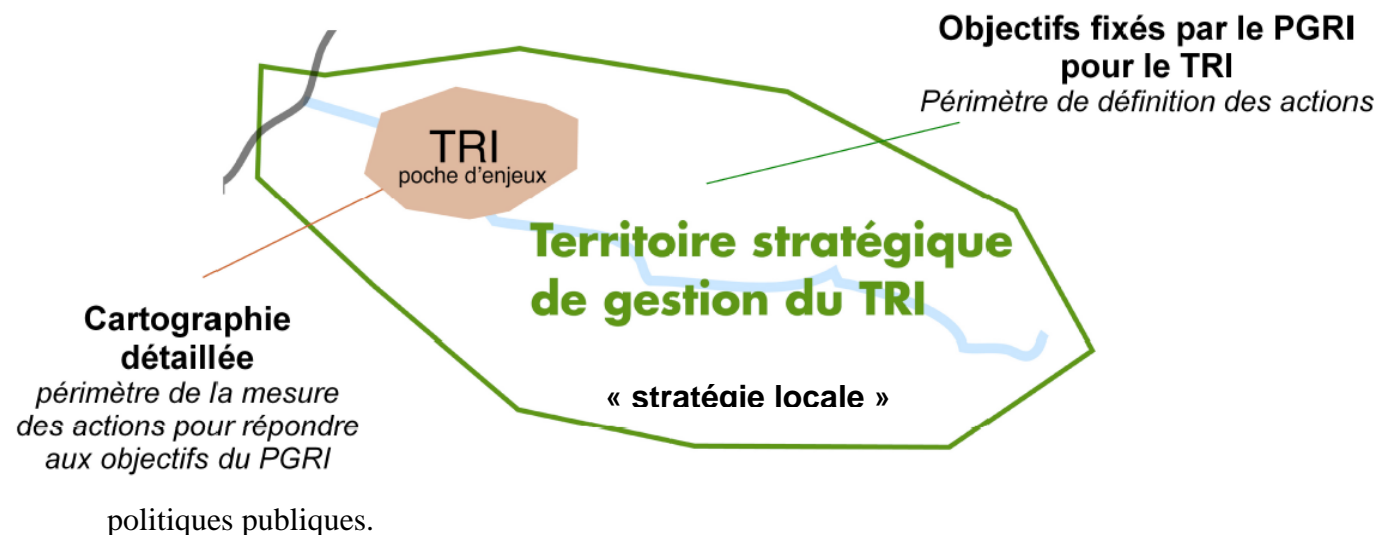 Objectifs fixés par le PGRI
pour le TRI
Périmètre de définition des actions
TRI
poche d'enjeux
Territoire stratégique
de gestion du TRI
Cartographie
détaillée
périmètre de la mesure
des actions pour répondre
aux objectifs du PGRI
« stratégie locale »
politiques publiques.